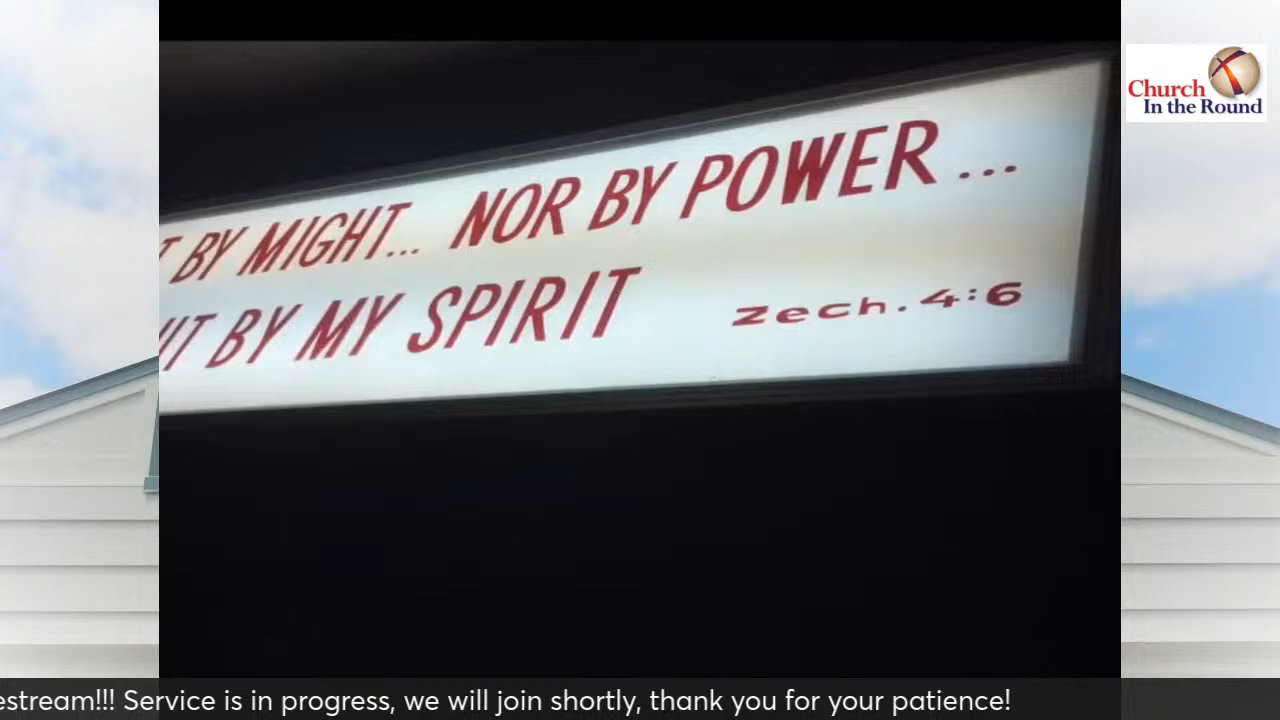 T BY MIGHT... NOR BY POWER...
UT BY MY SPIRIT Zech. 4:6
Church
In the Round
estream!!! Service is in progress, we will join shortly, thank you for your patience!